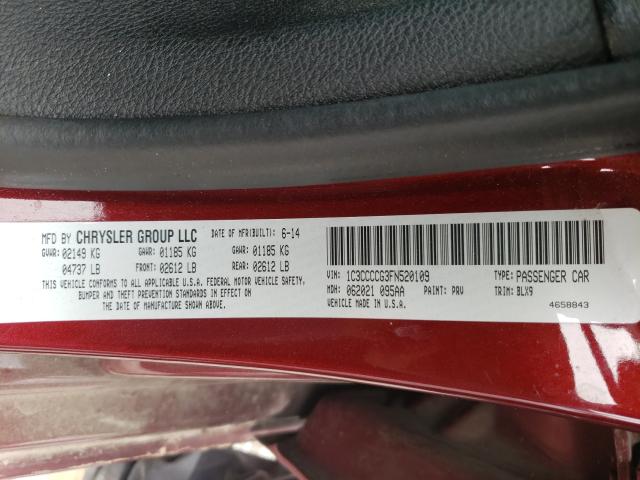 MFD BY CHRYSLER GROUP LLC DATE OF MFR(BUILT): 6-14
GVWR: 02149 KG GAWR: 01185 KG GAWR: 01185 KG
04737 LB FRONT: 02612 LB REAR: 02612 LB
THIS VEHICLE CONFORMS TO ALL APPLICABLE U.S.A. FEDERAL MOTOR VEHICLE SAFETY,
BUMPER AND THEFT PREVENTION STANDARDS IN EFFECT ON
THE DATE OF MANUFACTURE SHOWN ABOVE.
VIN: 1C3CCCCG3FN520109 TYPE: PASSENGER CAR
MDH: 062021 095AA PAINT: PRV TRIM: BLX9
VEHICLE MADE IN U.S.A. 4658843